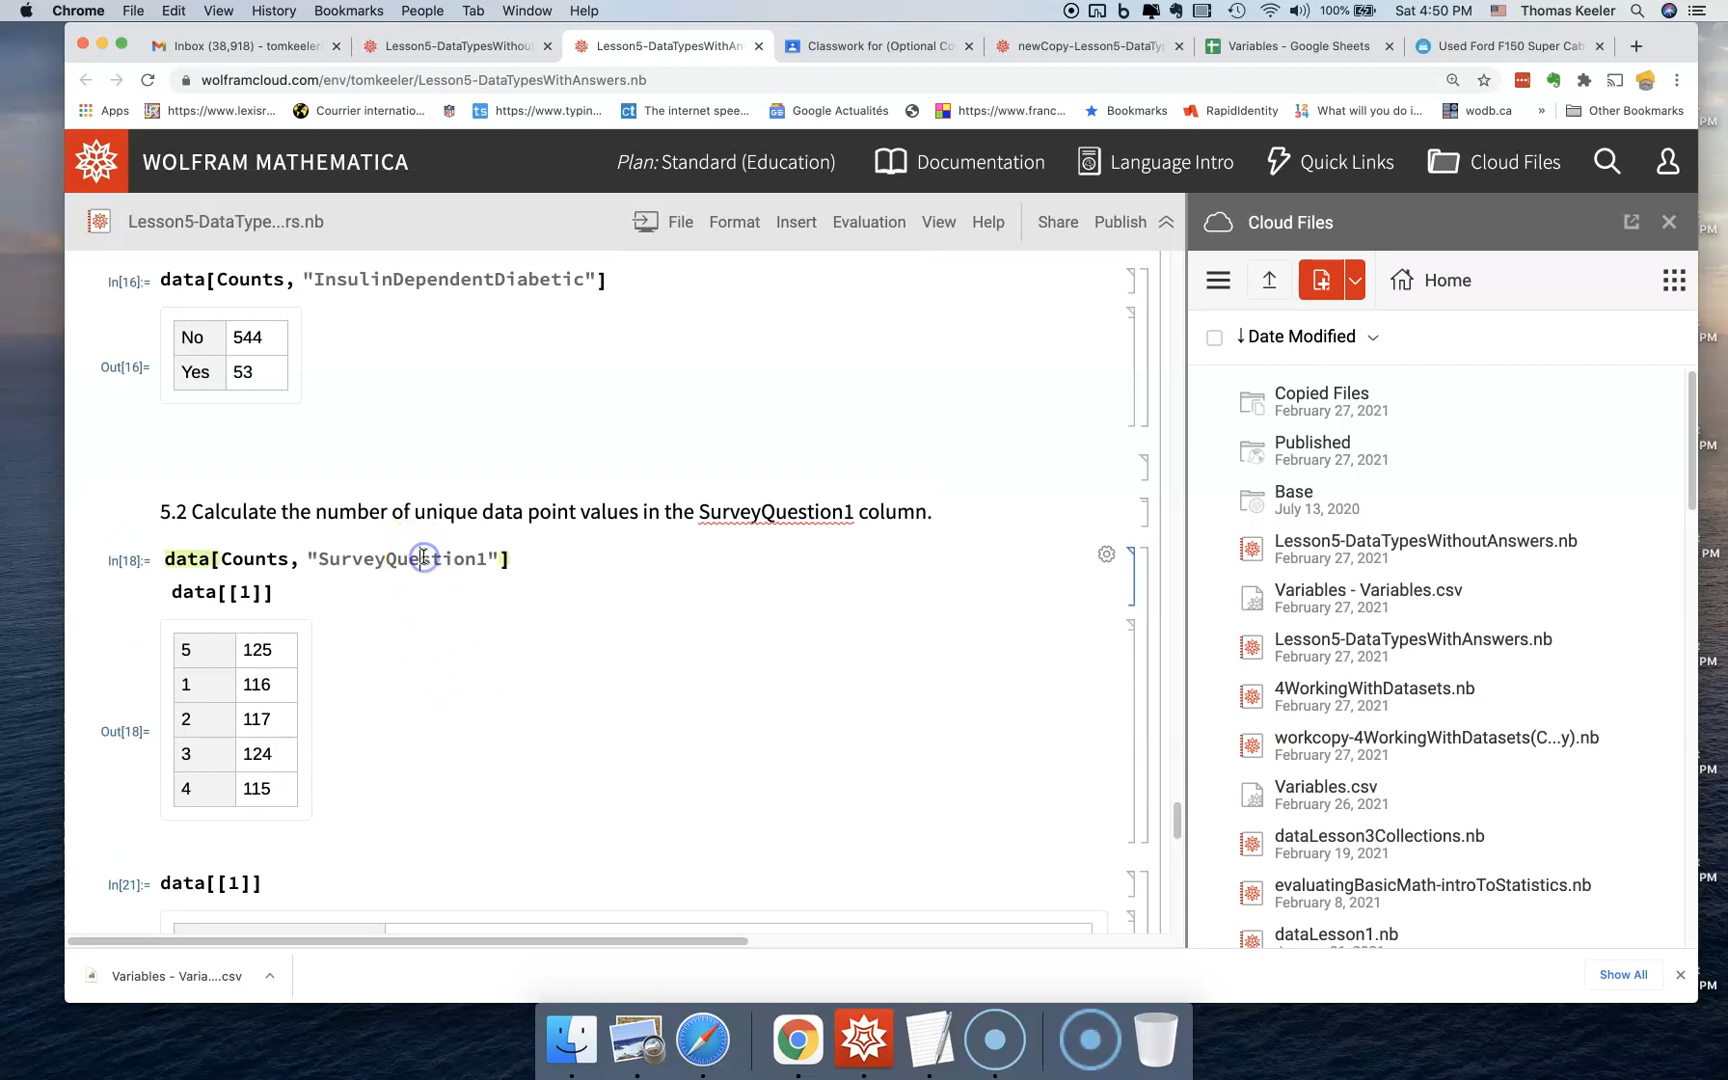 Chrome File Edit View History Bookmarks People Tab Window Help 100% Sat 4:50 PM Thomas Keeler
Inbox (38,918) - tomkeeler Lesson5-DataTypesWithou Lesson5-DataTypesWithAn Classwork for (Optional Co newCopy-Lesson5-DataTy Variables - Google Sheets Used Ford F150 Super Cab
wolframcloud.com/env/tomkeeler/Lesson5-DataTypesWithAnswers.nb
Apps https://www.lexisr... Courrier internatio... https://www.typin... The internet spee... Google Actualités https://www.franc... Bookmarks RapidIdentity What will you do i... wodb.ca » Other Bookmarks
WOLFRAM MATHEMATICA Plan: Standard (Education) Documentation Language Intro Quick Links Cloud Files
Lesson5-DataType...rs.nb File Format Insert Evaluation View Help Share Publish
Cloud Files
Home
↓Date Modified
In[16]:= data[Counts, "InsulinDependentDiabetic"]
No 544
Out[16]=
Yes 53
5.2 Calculate the number of unique data point values in the SurveyQuestion1 column.
In[18]:= data[Counts, "SurveyQuestion1"]
data[[1]]
5 125
1 116
2 117
Out[18]=
3 124
4 115
In[21]:= data[[1]]
Copied Files
February 27, 2021
Published
February 27, 2021
Base
July 13, 2020
Lesson5-DataTypesWithoutAnswers.nb
February 27, 2021
Variables - Variables.csv
February 27, 2021
Lesson5-DataTypesWithAnswers.nb
February 27, 2021
4WorkingWithDatasets.nb
February 27, 2021
workcopy-4WorkingWithDatasets(C...y).nb
February 27, 2021
Variables.csv
February 26, 2021
dataLesson3Collections.nb
February 19, 2021
evaluatingBasicMath-introToStatistics.nb
February 8, 2021
dataLesson1.nb
Variables - Varia....csv
Show All
PM
PM
PM
PM
PM
PM
PM
PM
PM